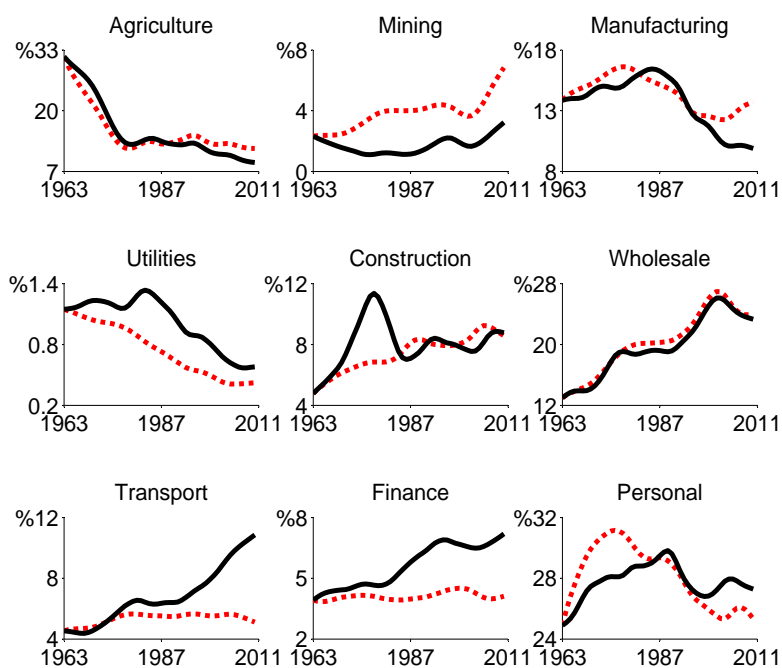 Agriculture
%33
20
7
1963 1987 2011
Mining
%8
4
0
1963 1987 2011
Manufacturing
%18
13
8
1963 1987 2011
Utilities
%1.4
0.8
0.2
1963 1987 2011
Construction
%12
8
4
1963 1987 2011
Wholesale
%28
20
12
1963 1987 2011
Transport
%12
8
4
1963 1987 2011
Finance
%8
5
2
1963 1987 2011
Personal
%32
28
24
1963 1987 2011